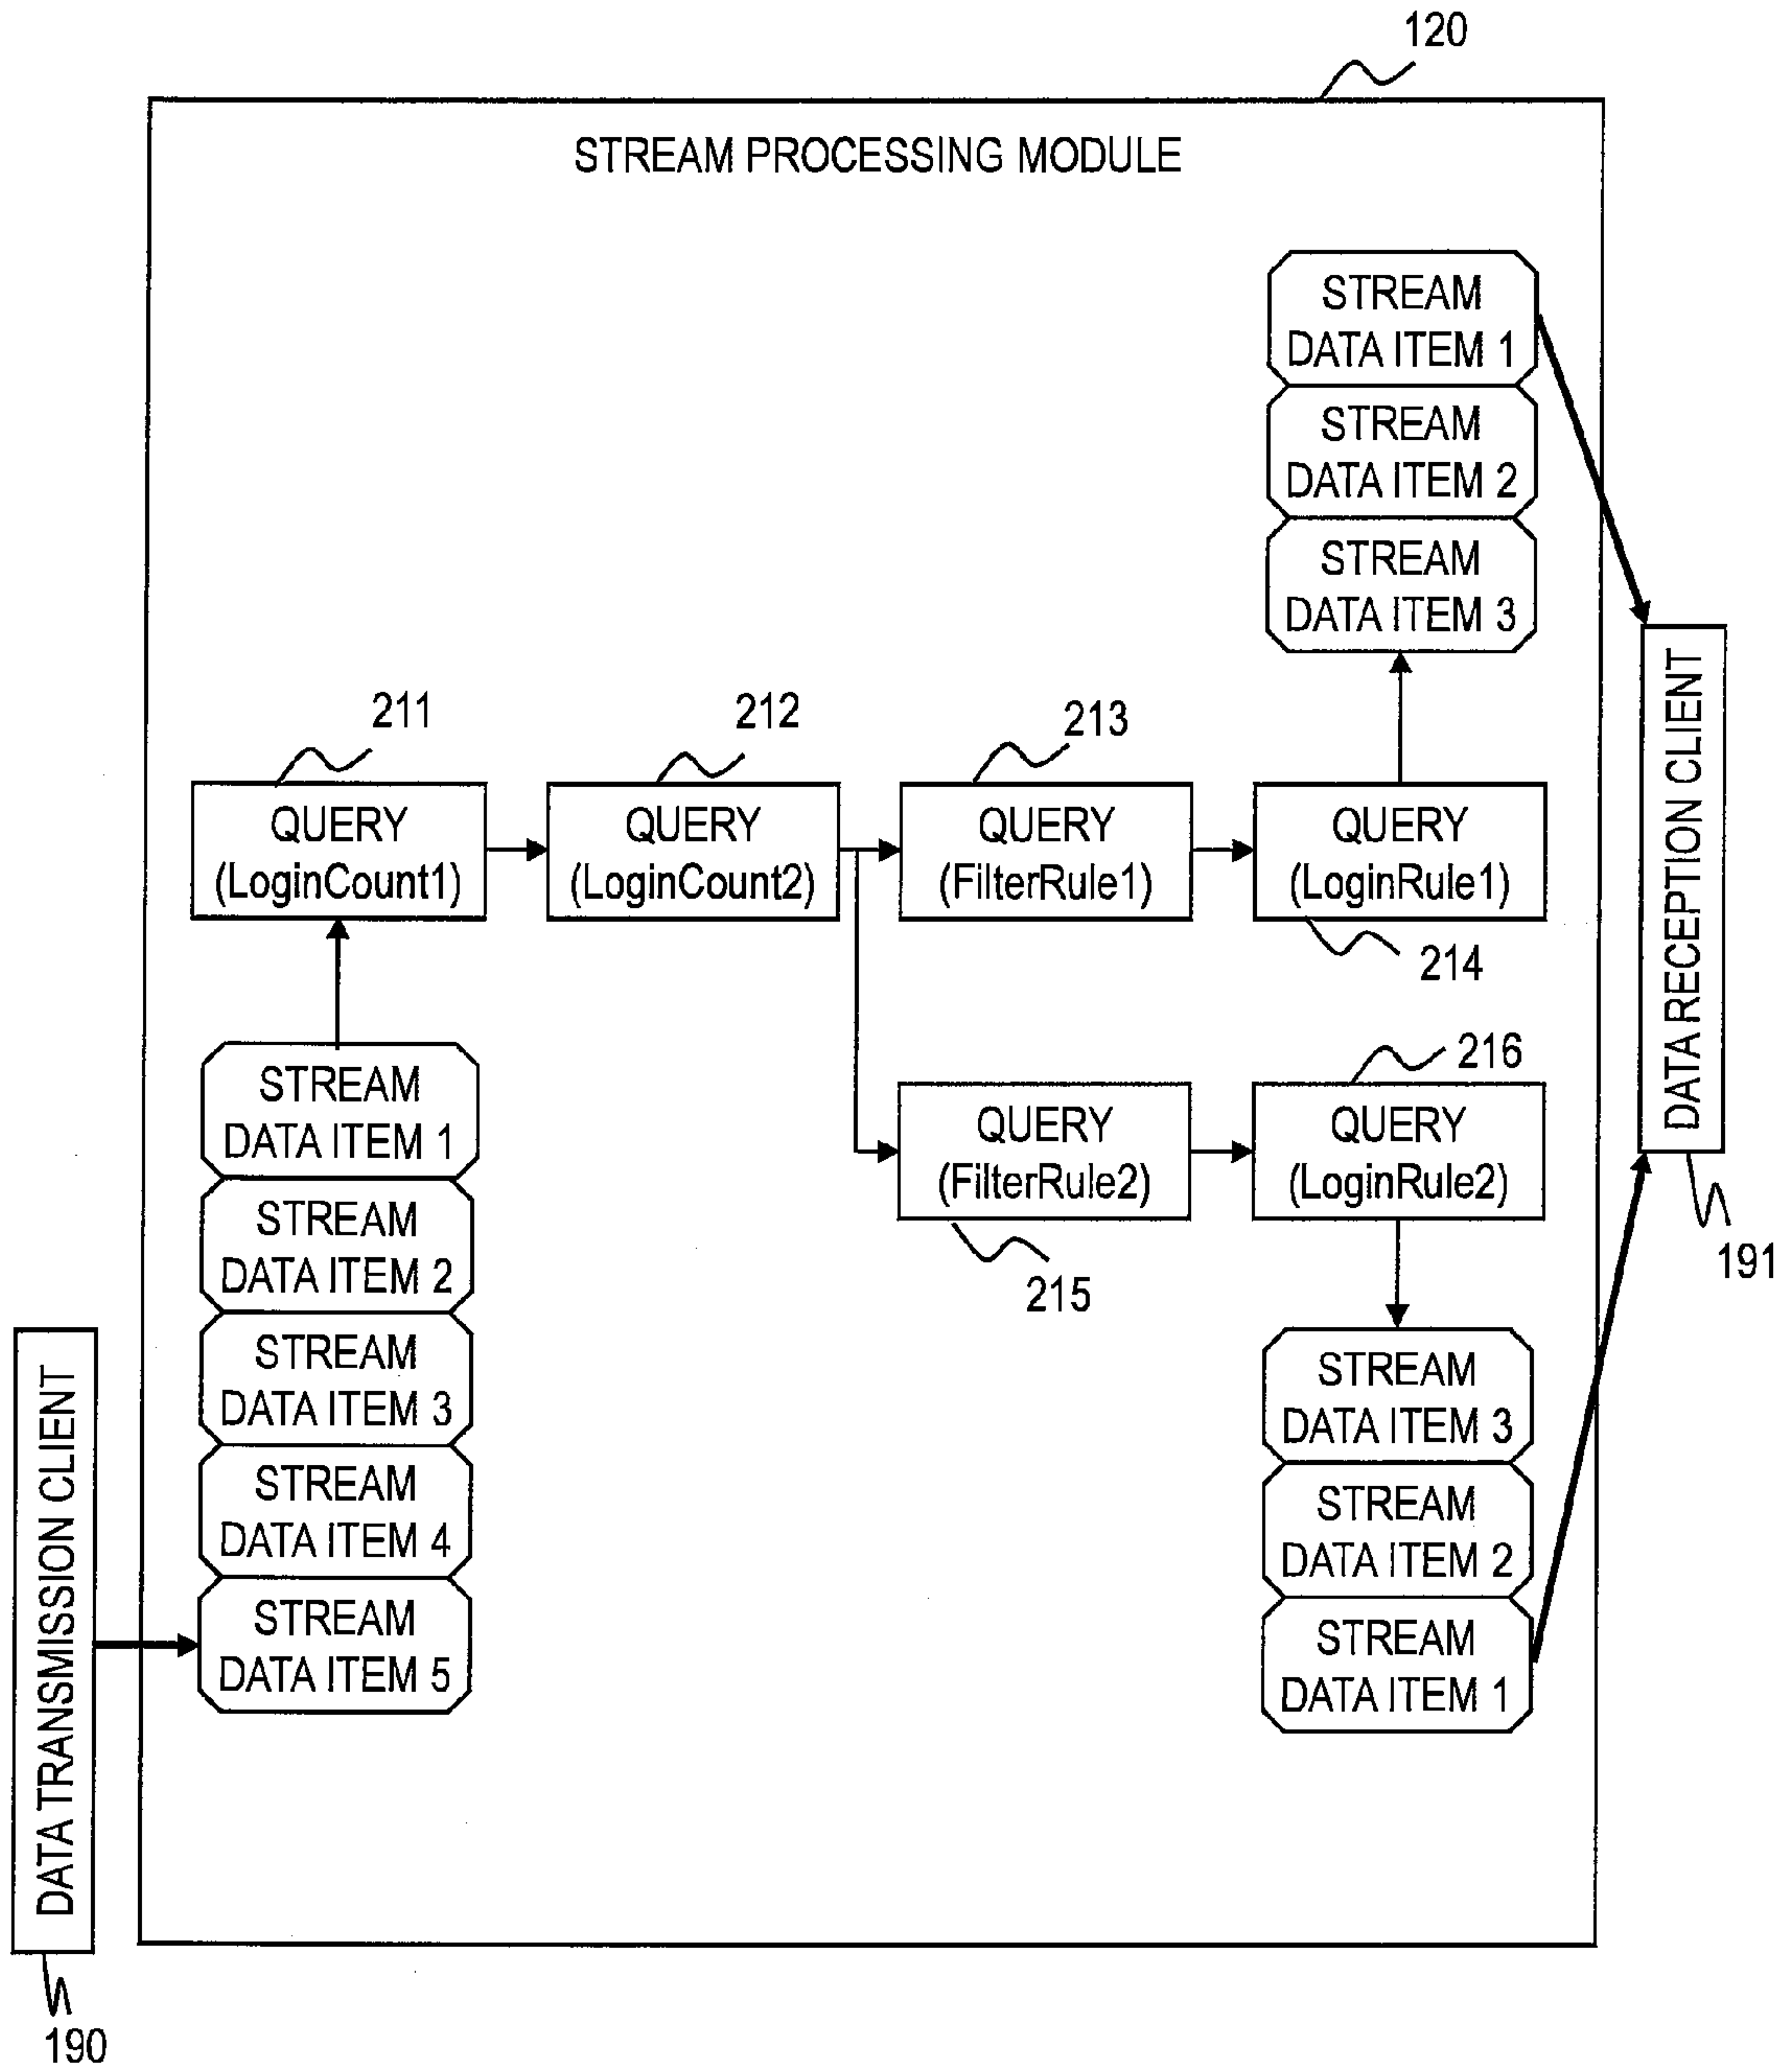 120
STREAM PROCESSING MODULE
STREAM
DATA ITEM 1
STREAM
DATA ITEM 2
STREAM
DATA ITEM 3
211
QUERY
(LoginCount1)
212
QUERY
(LoginCount2)
213
QUERY
(FilterRule1)
QUERY
(LoginRule1)
214
DATA RECEPTION CLIENT
191
STREAM
DATA ITEM 1
STREAM
DATA ITEM 2
STREAM
DATA ITEM 3
STREAM
DATA ITEM 4
STREAM
DATA ITEM 5
QUERY
(FilterRule2)
215
216
QUERY
(LoginRule2)
STREAM
DATA ITEM 3
STREAM
DATA ITEM 2
STREAM
DATA ITEM 1
DATA TRANSMISSION CLIENT
190